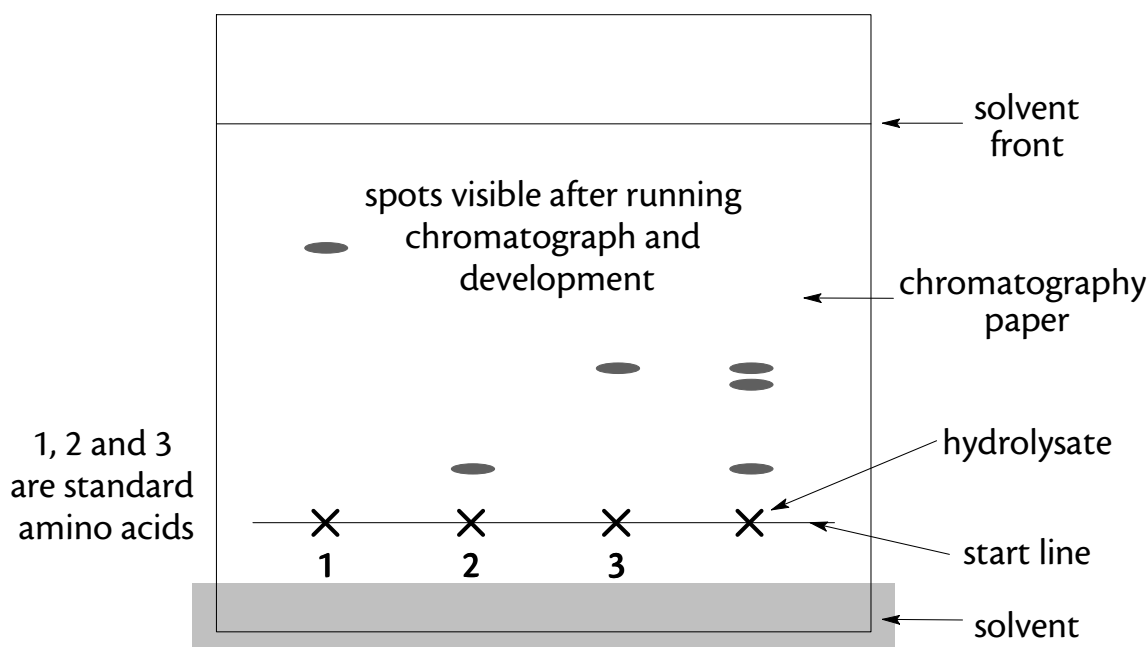 solvent
front
spots visible after running
chromatograph and
development
chromatography
paper
1, 2 and 3
are standard
amino acids
hydrolysate
1 2 3
start line
solvent